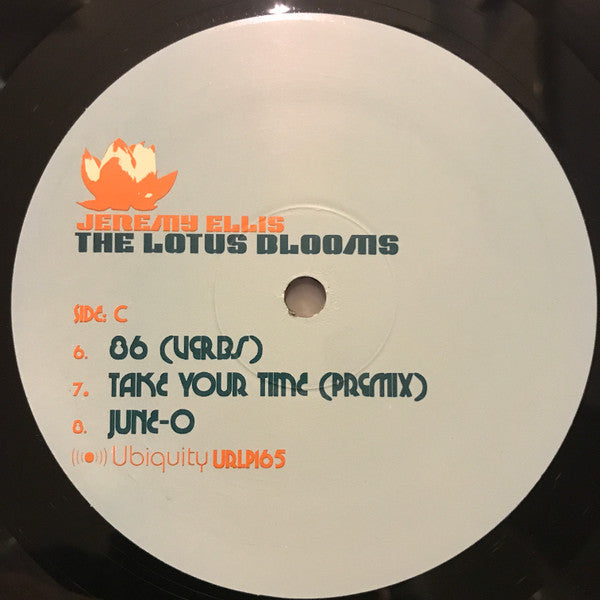 JEREMY ELLIS
THE LOTUS BLOOMS
SIDE: C
6. 86 (VERBS)
7. TAKE YOUR TIME (PREMIX)
8. JUNE-O
Ubiquity URLP165